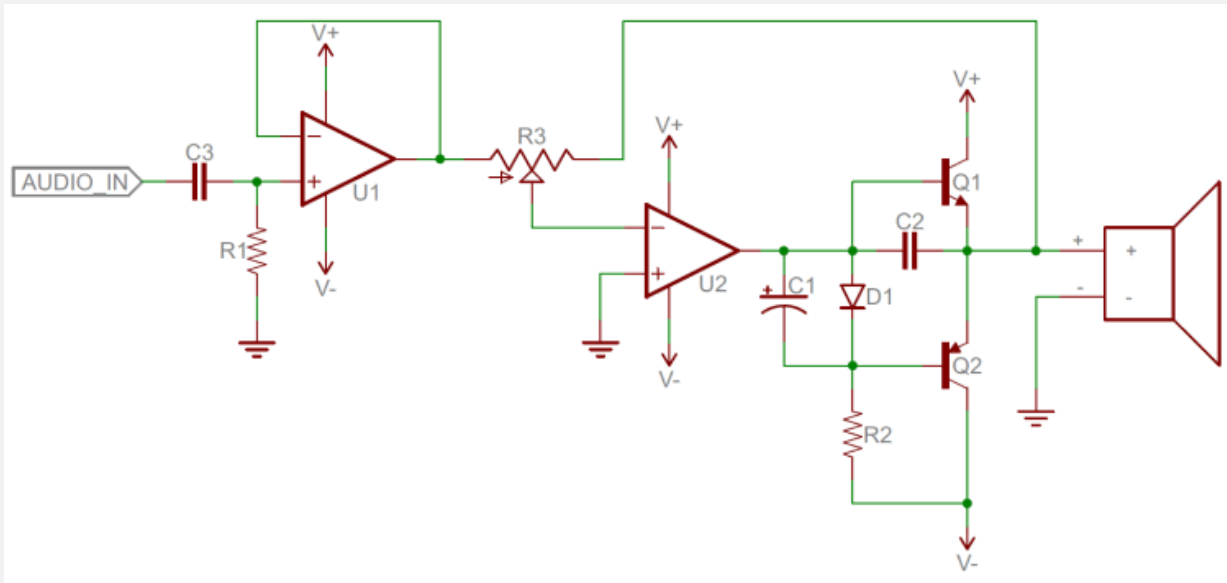 V+
V+
V+
C3
R3
AUDIO_IN
-
+
U1
R1
V-
-
+
U2
V-
Q1
C2
C1
+
D1
Q2
R2
V-
+
-
+
-